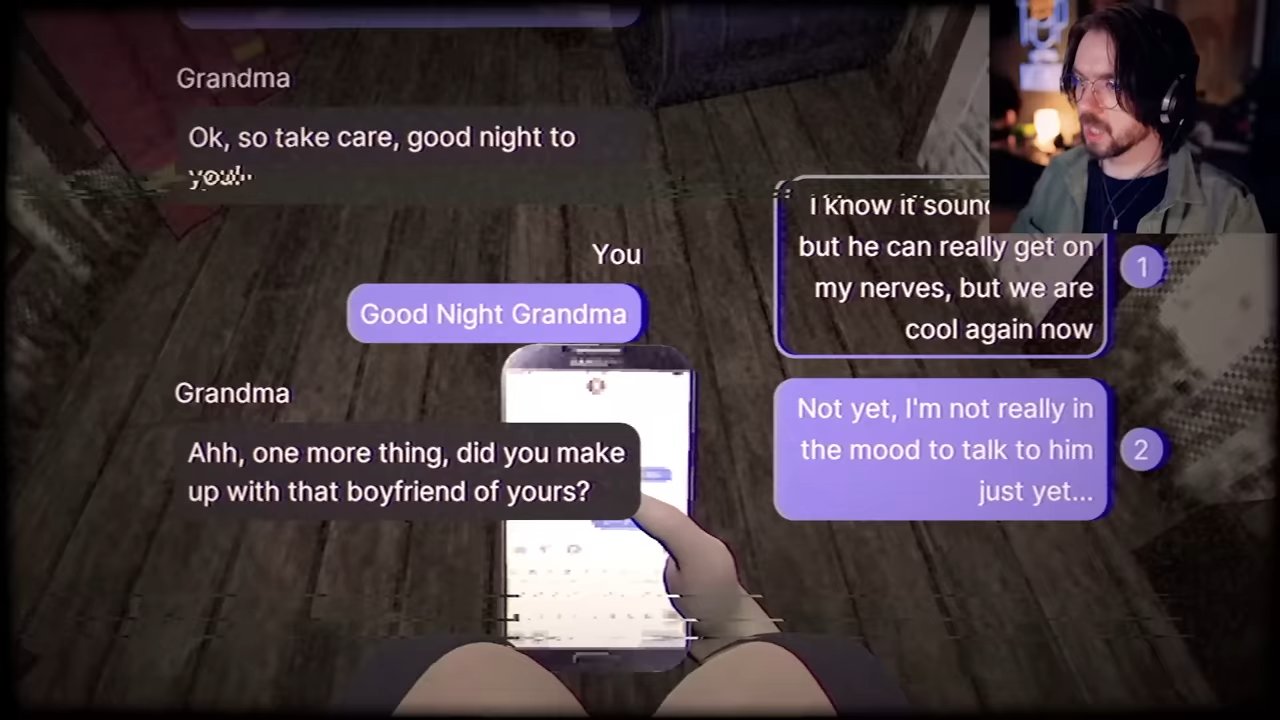 Grandma
Ok, so take care, good night to
you!
You
Good Night Grandma
Grandma
Ahh, one more thing, did you make
up with that boyfriend of yours?
I know it soun
but he can really get on
my nerves, but we are
cool again now
1
Not yet, I'm not really in
the mood to talk to him
just yet...
2